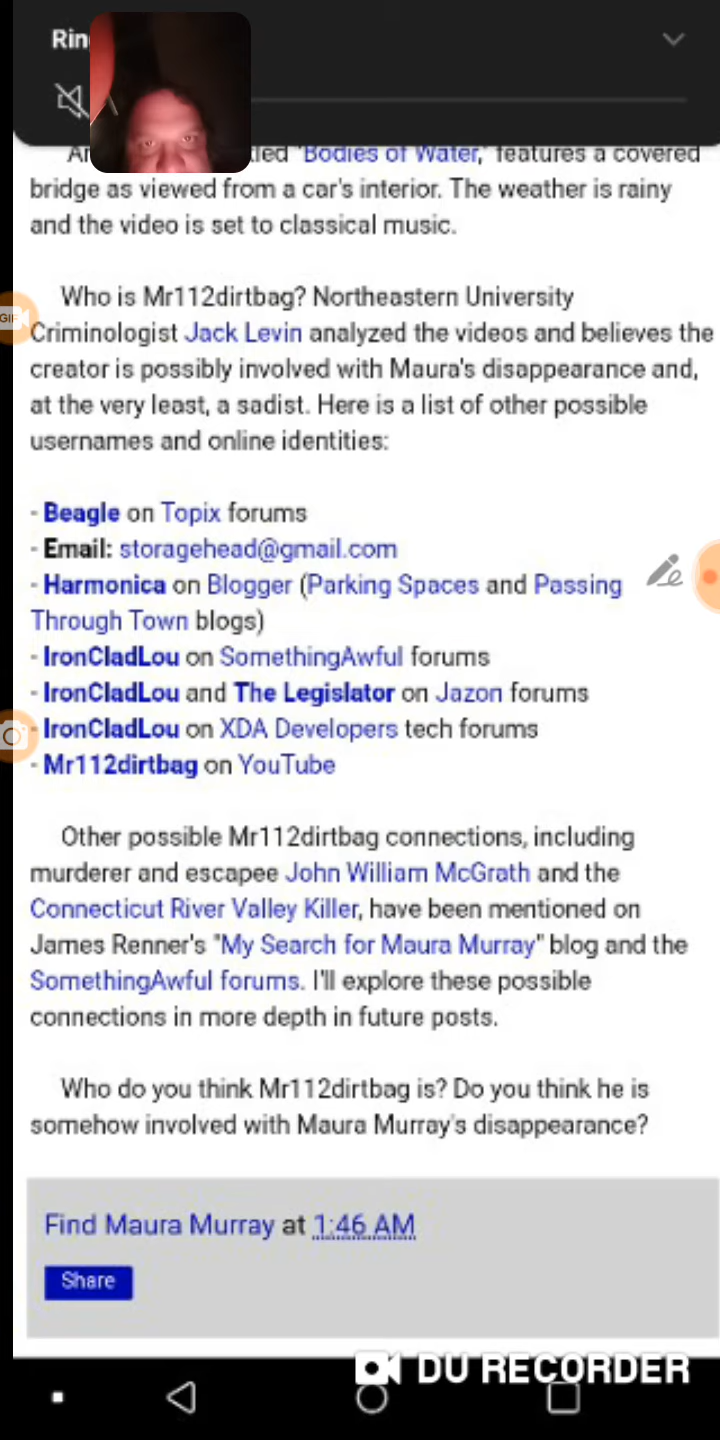 Rin
'Bodies of Water,' features a covered
bridge as viewed from a car's interior. The weather is rainy
and the video is set to classical music.
Who is Mr112dirtbag? Northeastern University
Criminologist Jack Levin analyzed the videos and believes the
creator is possibly involved with Maura's disappearance and,
at the very least, a sadist. Here is a list of other possible
usernames and online identities:
- Beagle on Topix forums
GIF
- Email: storagehead@gmail.com
- Harmonica on Blogger (Parking Spaces and Passing
Through Town blogs)
- IronCladLou on SomethingAwful forums
- IronCladLou and The Legislator on Jazon forums
- IronCladLou on XDA Developers tech forums
- Mr112dirtbag on YouTube
Other possible Mr112dirtbag connections, including
murderer and escapee John William McGrath and the
Connecticut River Valley Killer, have been mentioned on
James Renner's "My Search for Maura Murray" blog and the
SomethingAwful forums. I'll explore these possible
connections in more depth in future posts.
Who do you think Mr112dirtbag is? Do you think he is
somehow involved with Maura Murray's disappearance?
Find Maura Murray at 1:46 AM
Share
DU RECORDER